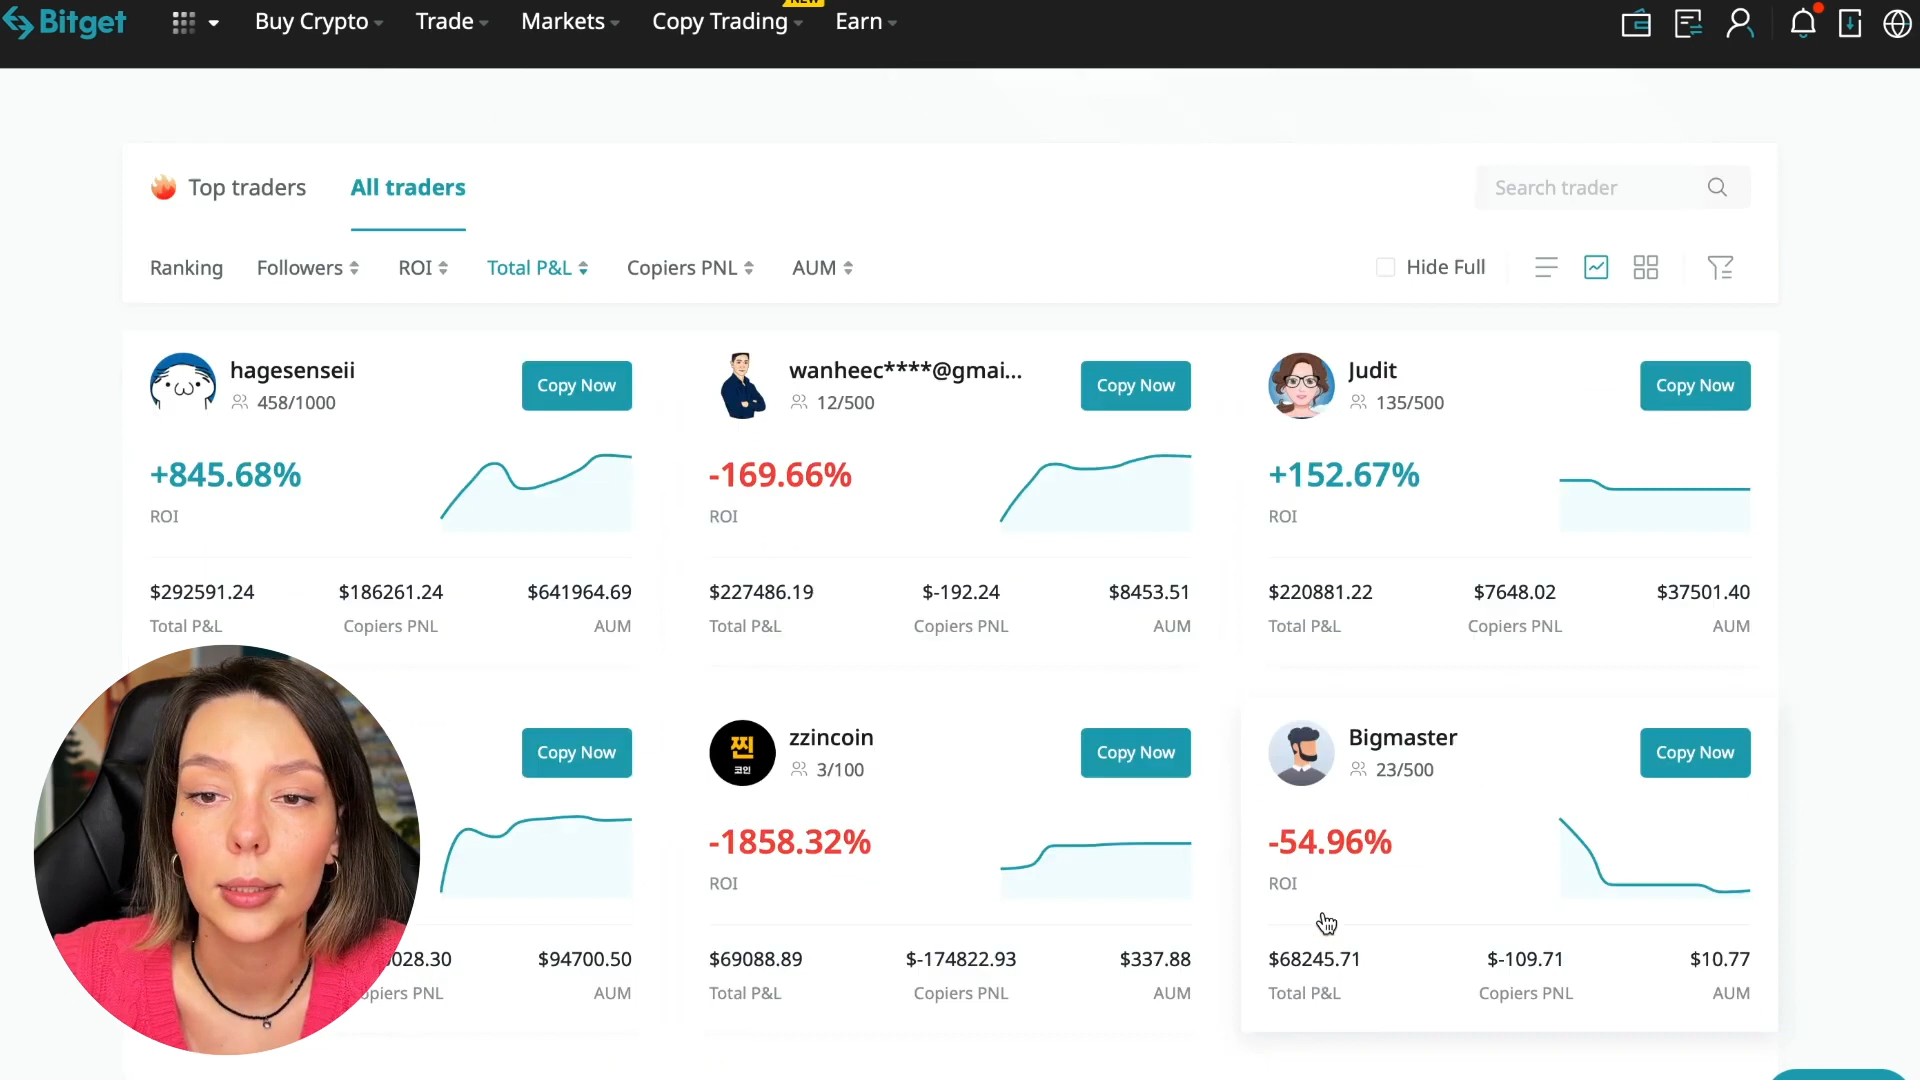 Bitget
Buy Crypto
Trade
Markets
Copy Trading
NEW
Earn
Top traders
All traders
Search trader
Ranking
Followers
ROI
Total P&L
Copiers PNL
AUM
Hide Full
hagesenseii
458/1000
Copy Now
+845.68%
ROI
$292591.24
$186261.24
$641964.69
Total P&L
Copiers PNL
AUM
wanheec****@gmai...
12/500
Copy Now
-169.66%
ROI
$227486.19
$-192.24
$8453.51
Total P&L
Copiers PNL
AUM
Judit
135/500
Copy Now
+152.67%
ROI
$220881.22
$7648.02
$37501.40
Total P&L
Copiers PNL
AUM
Copy Now
028.30
$94700.50
opiers PNL
AUM
찐
코인
zzincoin
3/100
Copy Now
-1858.32%
ROI
$69088.89
$-174822.93
$337.88
Total P&L
Copiers PNL
AUM
Bigmaster
23/500
Copy Now
-54.96%
ROI
$68245.71
$-109.71
$10.77
Total P&L
Copiers PNL
AUM